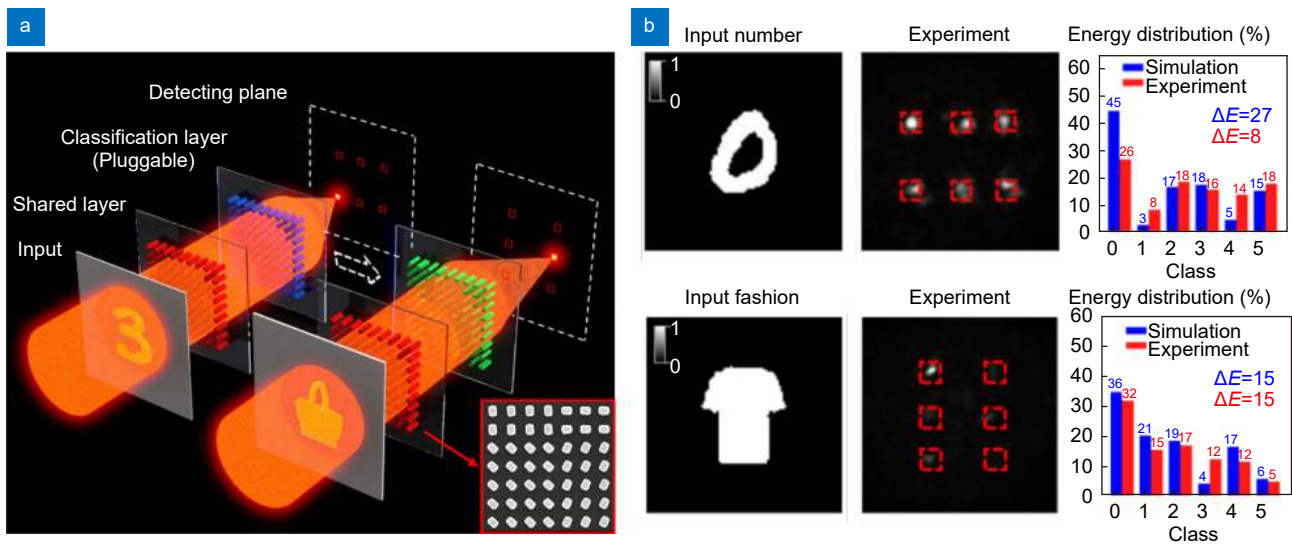 a
Detecting plane
Classification layer
(Pluggable)
Shared layer
Input
3
b
Input number
Experiment
Energy distribution (%)
1
0
60
50
40
30
20
10
0
Simulation
Experiment
ΔE=27
ΔE=8
45
26
3
8
17
18
18
16
5
14
15
18
0 1 2 3 4 5
Class
Input fashion
Experiment
Energy distribution (%)
1
0
60
50
40
30
20
10
0
Simulation
Experiment
ΔE=15
ΔE=15
36
32
21
15
19
17
4
12
17
12
6
5
0 1 2 3 4 5
Class